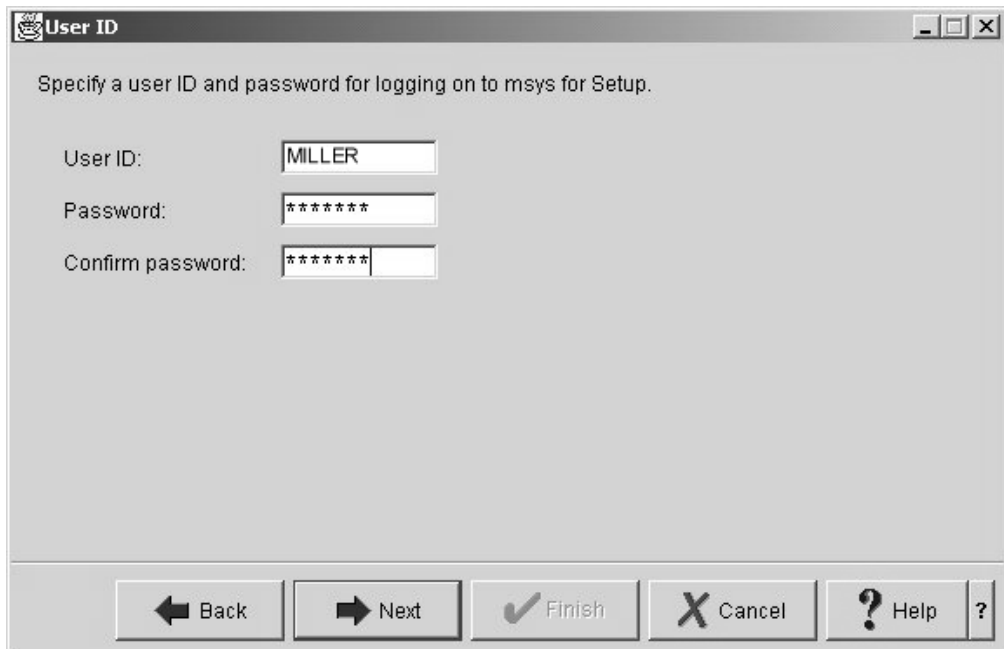 User ID
Specify a user ID and password for logging on to msys for Setup.
User ID: MILLER
Password: *******
Confirm password: *******
Back Next Finish Cancel ? Help ?